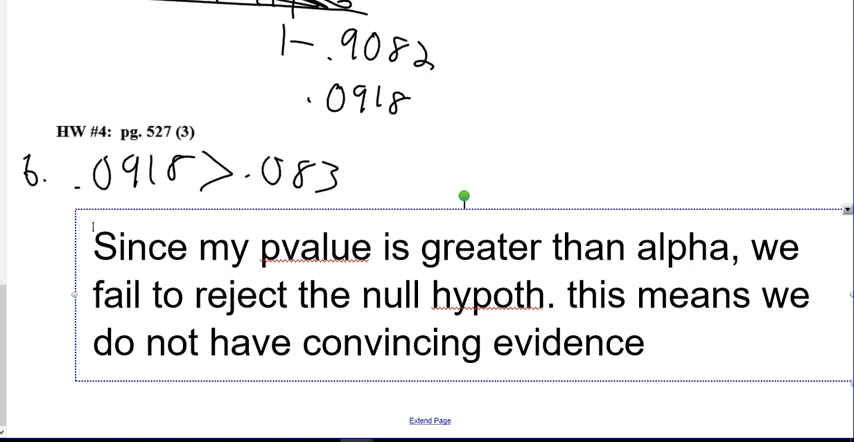 1- .9082
.0918
HW #4: pg. 527 (3)
b. .0918 > .083
Since my pvalue is greater than alpha, we
fail to reject the null hypoth. this means we
do not have convincing evidence
Extend Page